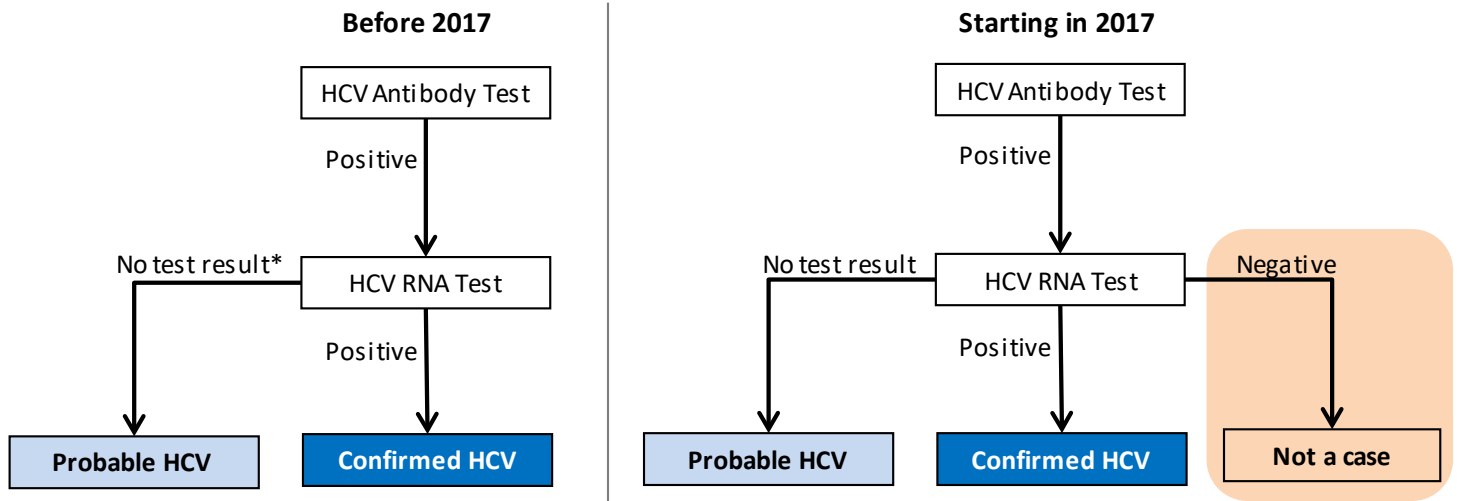 Before 2017
HCV Antibody Test
Positive
No test result*
HCV RNA Test
Positive
Probable HCV
Confirmed HCV
Starting in 2017
HCV Antibody Test
Positive
No test result
HCV RNA Test
Negative
Positive
Probable HCV
Confirmed HCV
Not a case